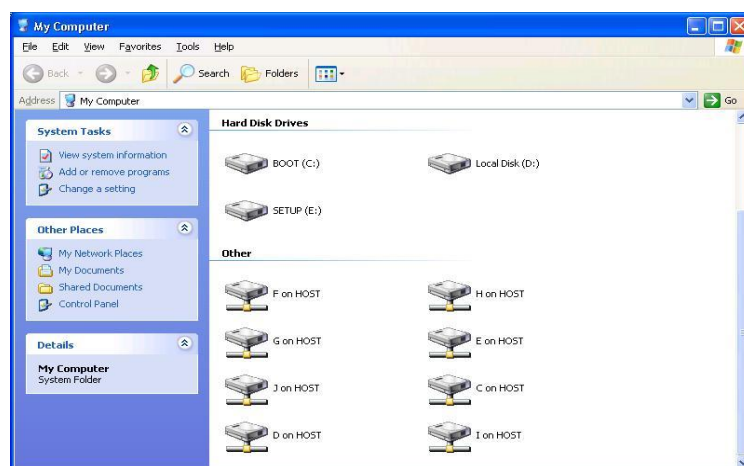 My Computer
File Edit View Favorites Tools Help
Back Search Folders
Address My Computer Go
System Tasks
View system information
Add or remove programs
Change a setting
Other Places
My Network Places
My Documents
Shared Documents
Control Panel
Details
My Computer
System Folder
Hard Disk Drives
BOOT (C:) Local Disk (D:)
SETUP (E:)
Other
F on HOST H on HOST
G on HOST E on HOST
J on HOST C on HOST
D on HOST I on HOST